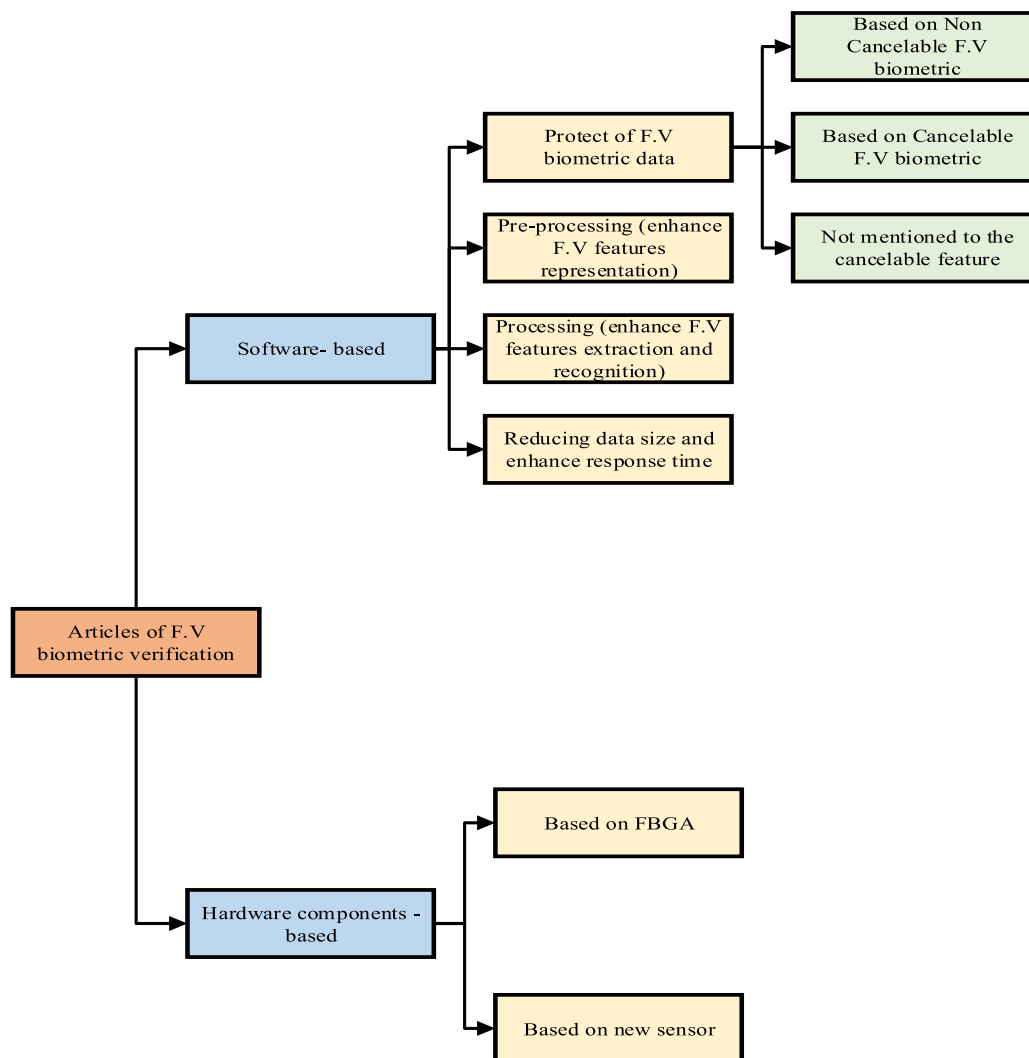 Based on Non
Cancelable F.V
biometric
Protect of F.V
biometric data
Based on Cancelable
F.V biometric
Pre-processing (enhance
F.V features
representation)
Not mentioned to the
cancelable feature
Software- based
Processing (enhance F.V
features extraction and
recognition)
Reducing data size and
enhance response time
Articles of F.V
biometric verification
Based on FBGA
Hardware components -
based
Based on new sensor